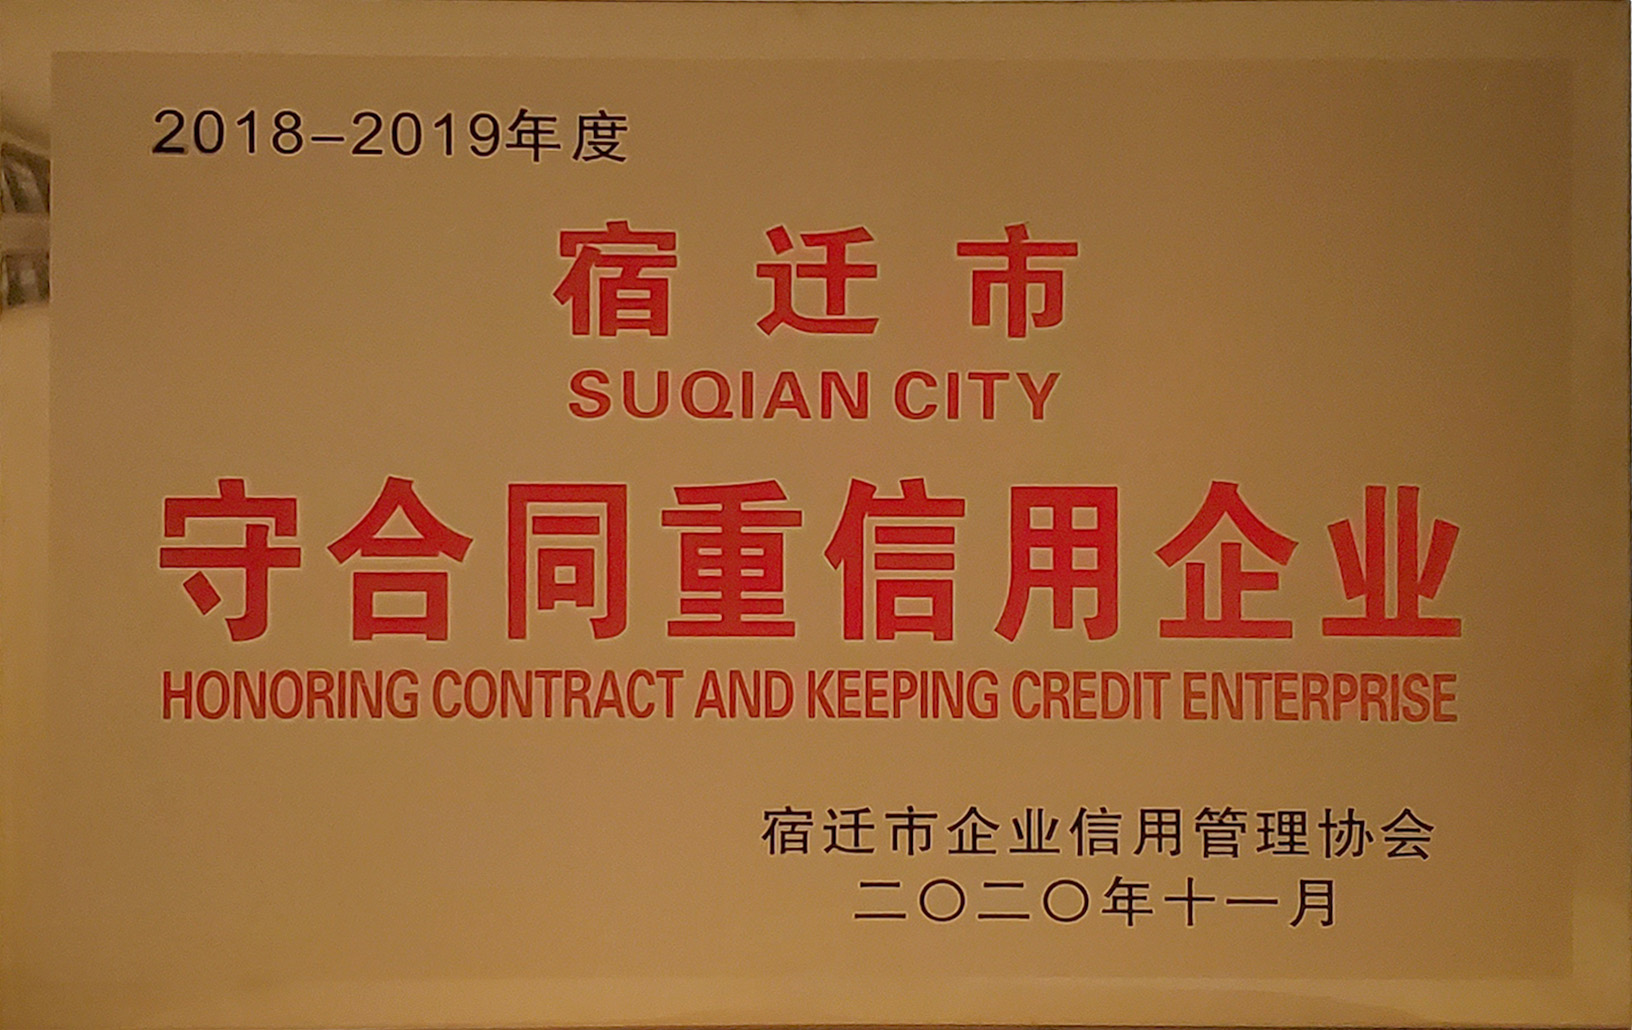 2018-2019年度
宿迁市
SUQIAN CITY
守合同重信用企业
HONORING CONTRACT AND KEEPING CREDIT ENTERPRISE
宿迁市企业信用管理协会
二〇二〇年十一月